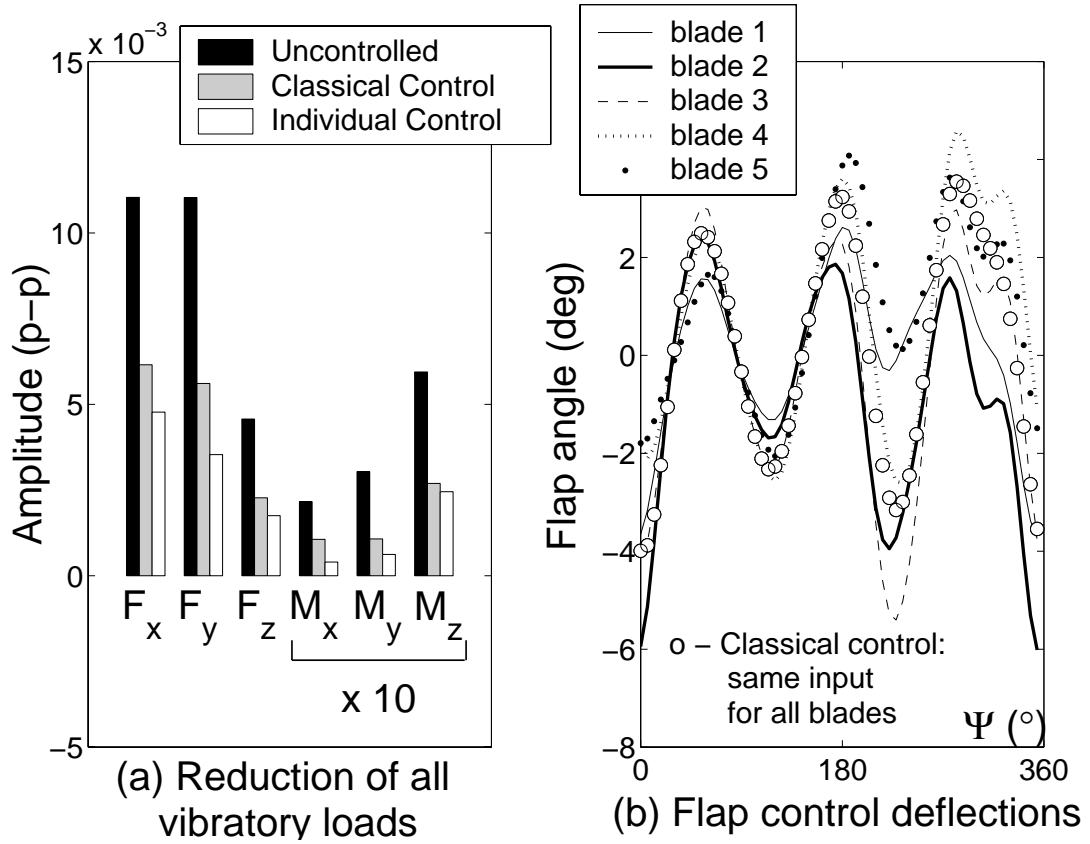 x 10⁻³
15
10
5
0
−5
Amplitude (p−p)
Uncontrolled
Classical Control
Individual Control
F_x F_y F_z M_x M_y M_z
x 10
(a) Reduction of all
vibratory loads
blade 1
blade 2
blade 3
blade 4
blade 5
2
0
−2
−4
−6
−8
Flap angle (deg)
o − Classical control:
same input
for all blades
Ψ (°)
0 180 360
(b) Flap control deflections